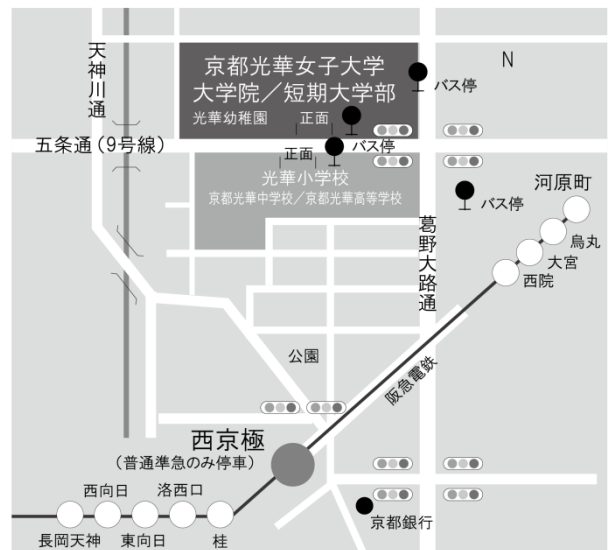 天神川通
京都光華女子大学
大学院／短期大学部
光華幼稚園
正面
バス停
N
五条通（9号線）
正面
バス停
光華小学校
京都光華中学校／京都光華高等学校
バス停
葛野大路通
河原町
烏丸
大宮
西院
公園
阪急電鉄
西京極
（普通準急のみ停車）
西向日
洛西口
長岡天神
東向日
桂
京都銀行